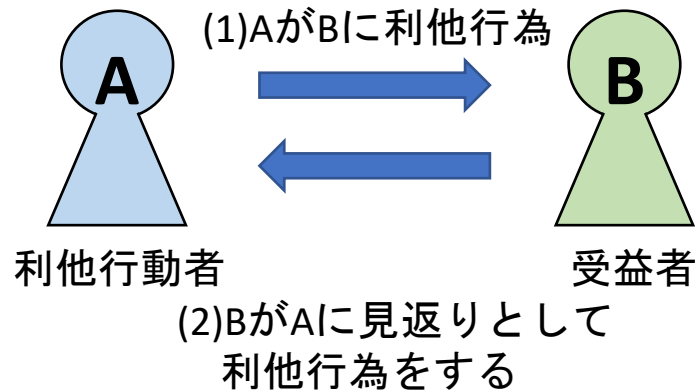 (1)AがBに利他行為
A
B
利他行動者
受益者
(2)BがAに見返りとして
利他行為をする